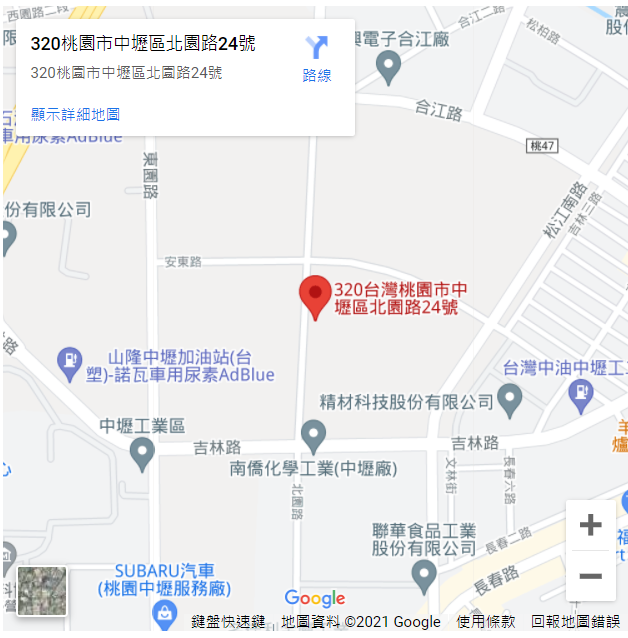 西園路二段
吉林二路
松柏路
320桃園市中壢區北園路24號
320桃園市中壢區北園路24號
路線
顯示詳細地圖
興電子合江廠
合江路
桃47
車用尿素AdBlue
東園路
份有限公司
松江南路
吉林三路
安東路
320台灣桃園市中
壢區北園路24號
山隆中壢加油站(台
塑)-諾瓦車用尿素AdBlue
台灣中油中壢工
精材科技股份有限公司
中壢工業區
吉林路
吉林路
南僑化學工業(中壢廠)
文林街
長春六路
北園路
聯華食品工業
股份有限公司
長春二路
長春路
SUBARU汽車
(桃園中壢服務廠)
Google
鍵盤快速鍵 地圖資料 ©2021 Google 使用條款 回報地圖錯誤